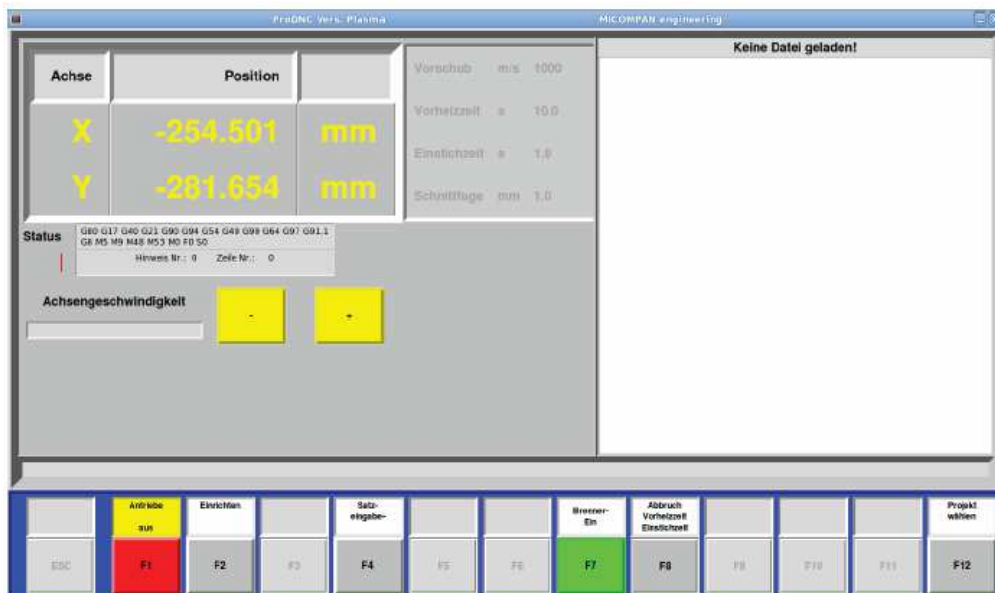 ProDNC Vers. Plasma
MICOMPAN engineering
Achse Position
X -254.501 mm
Y -281.654 mm
Vorschub m/s 1000
Vorheizzeit s 10.0
Einstichzeit s 1.0
Schnittfuge mm 1.0
Keine Datei geladen!
Status
G80 G17 G40 G21 G90 G94 G54 G49 G99 G64 G97 G91.1
G8 M5 M9 M48 M53 M0 F0 S0
Hinweis Nr.: 0 Zeile Nr.: 0
Achsengeschwindigkeit
- +
Antriebe
aus
Einrichten
Satz-
eingabe-
Brenner-
Ein
Abbruch
Vorheizzeit
Einstichzeit
Projekt
wählen
ESC F1 F2 F3 F4 F5 F6 F7 F8 F9 F10 F11 F12